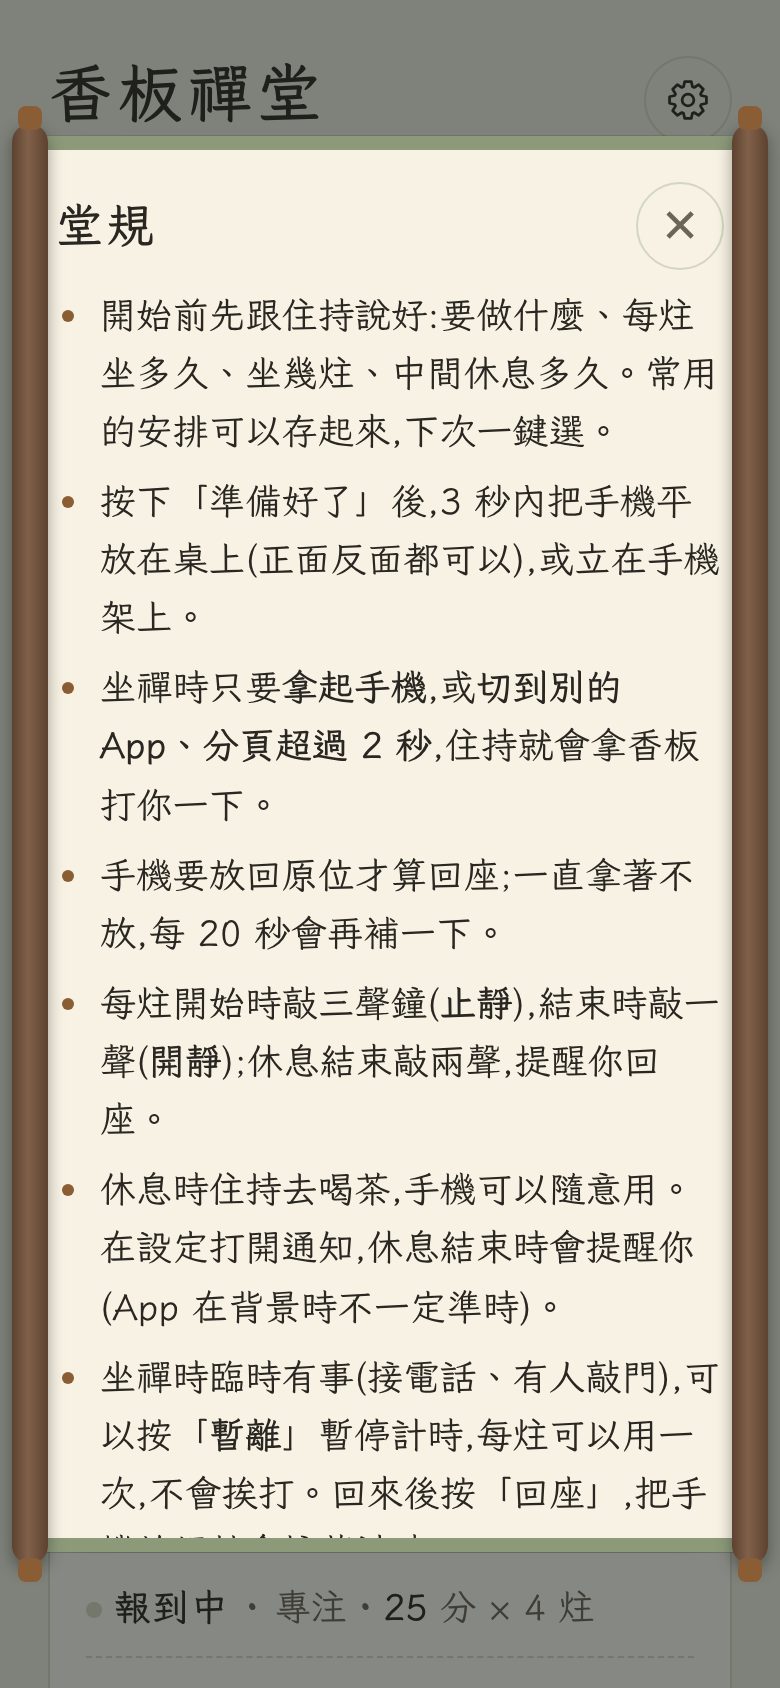 香板禪堂
堂規
開始前先跟住持說好:要做什麼、每炷
坐多久、坐幾炷、中間休息多久。常用
的安排可以存起來,下次一鍵選。
按下「準備好了」後,3 秒內把手機平
放在桌上(正面反面都可以),或立在手機
架上。
坐禪時只要拿起手機,或切到別的
App、分頁超過 2 秒,住持就會拿香板
打你一下。
手機要放回原位才算回座;一直拿著不
放,每 20 秒會再補一下。
每炷開始時敲三聲鐘(止靜),結束時敲一
聲(開靜);休息結束敲兩聲,提醒你回
座。
休息時住持去喝茶,手機可以隨意用。
在設定打開通知,休息結束時會提醒你
(App 在背景時不一定準時)。
坐禪時臨時有事(接電話、有人敲門),可
以按「暫離」暫停計時,每炷可以用一
次,不會挨打。回來後按「回座」,把手
報到中・專注・25 分 × 4 炷